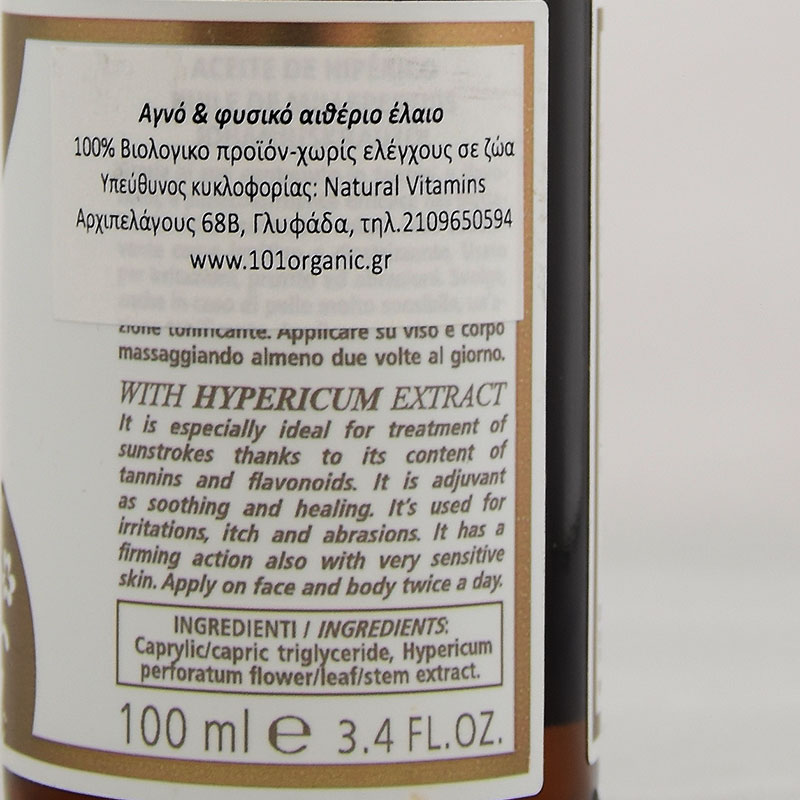 ACEITE DE HIPÉRICO
Αγνό & φυσικό αιθέριο έλαιο
100% Βιολογικο προϊόν-χωρίς ελέγχους σε ζώα
Υπεύθυνος κυκλοφορίας: Natural Vitamins
Αρχιπελάγους 68Β, Γλυφάδα, τηλ.2109650594
www.101organic.gr
zione tonificante. Applicare su viso e corpo
massaggiando almeno due volte al giorno.
WITH HYPERICUM EXTRACT
It is especially ideal for treatment of
sunstrokes thanks to its content of
tannins and flavonoids. It is adjuvant
as soothing and healing. It's used for
irritations, itch and abrasions. It has a
firming action also with very sensitive
skin. Apply on face and body twice a day.
INGREDIENTI / INGREDIENTS:
Caprylic/capric triglyceride, Hypericum
perforatum flower/leaf/stem extract.
100 ml e 3.4 FL.OZ.